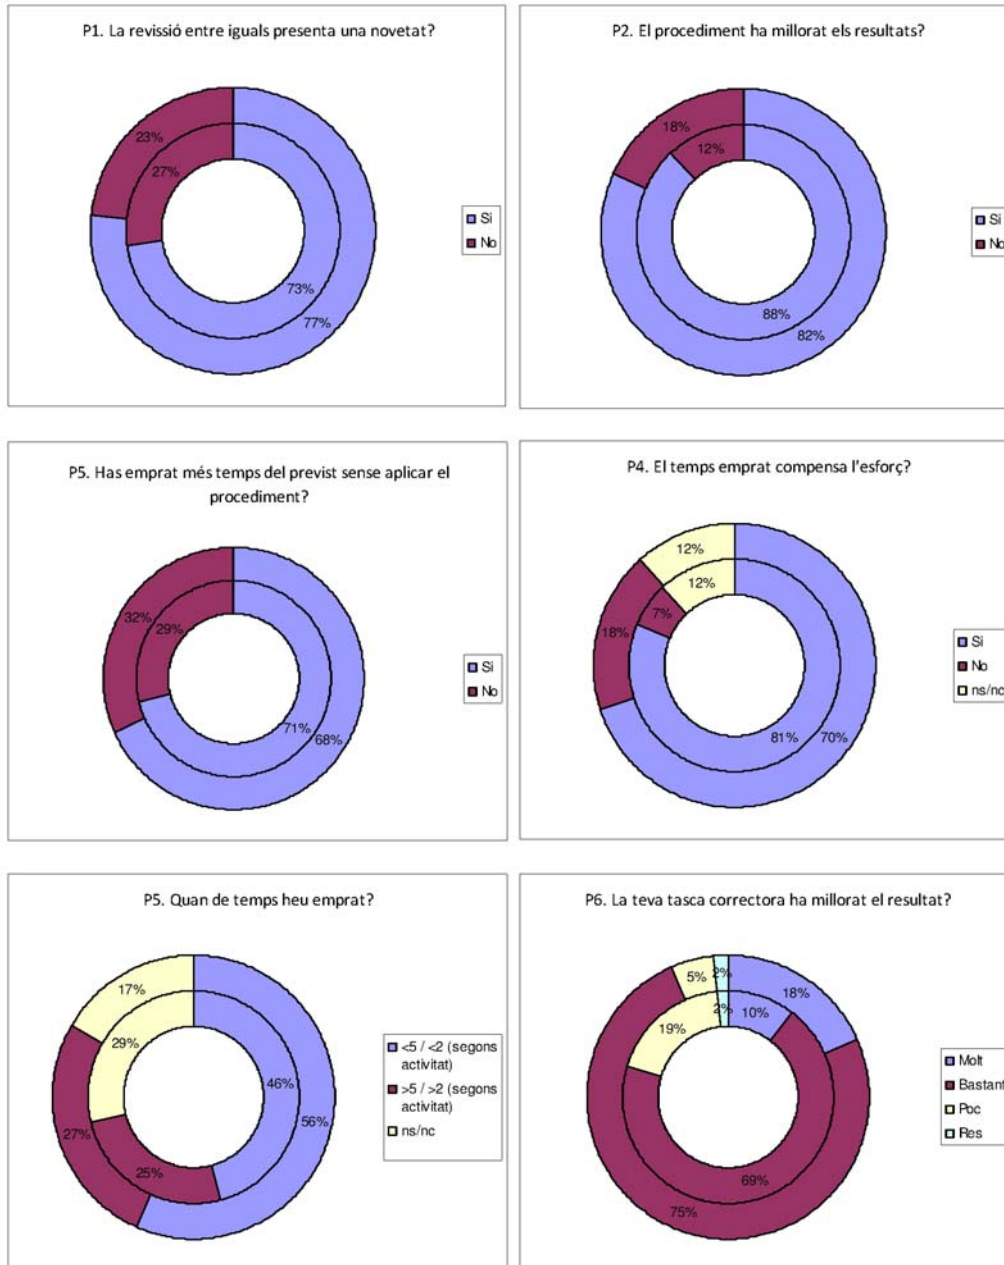 P1. La revissió entre iguals presenta una novetat?
23%
27%
73%
77%
Si
No
P2. El procediment ha millorat els resultats?
18%
12%
88%
82%
Si
No
P5. Has emprat més temps del previst sense aplicar el
procediment?
32%
29%
71%
68%
Si
No
P4. El temps emprat compensa l'esforç?
12%
12%
7%
18%
81%
70%
Si
No
ns/nc
P5. Quan de temps heu emprat?
17%
29%
46%
56%
27%
25%
<5 / <2 (segons
activitat)
>5 / >2 (segons
activitat)
ns/nc
P6. La teva tasca correctora ha millorat el resultat?
5%
2%
18%
2%
10%
19%
69%
75%
Molt
Bastant
Poc
Res